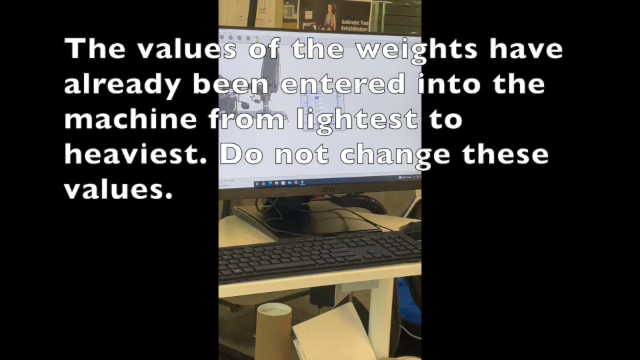 The values of the weights have
already been entered into the
machine from lightest to
heaviest. Do not change these
values.